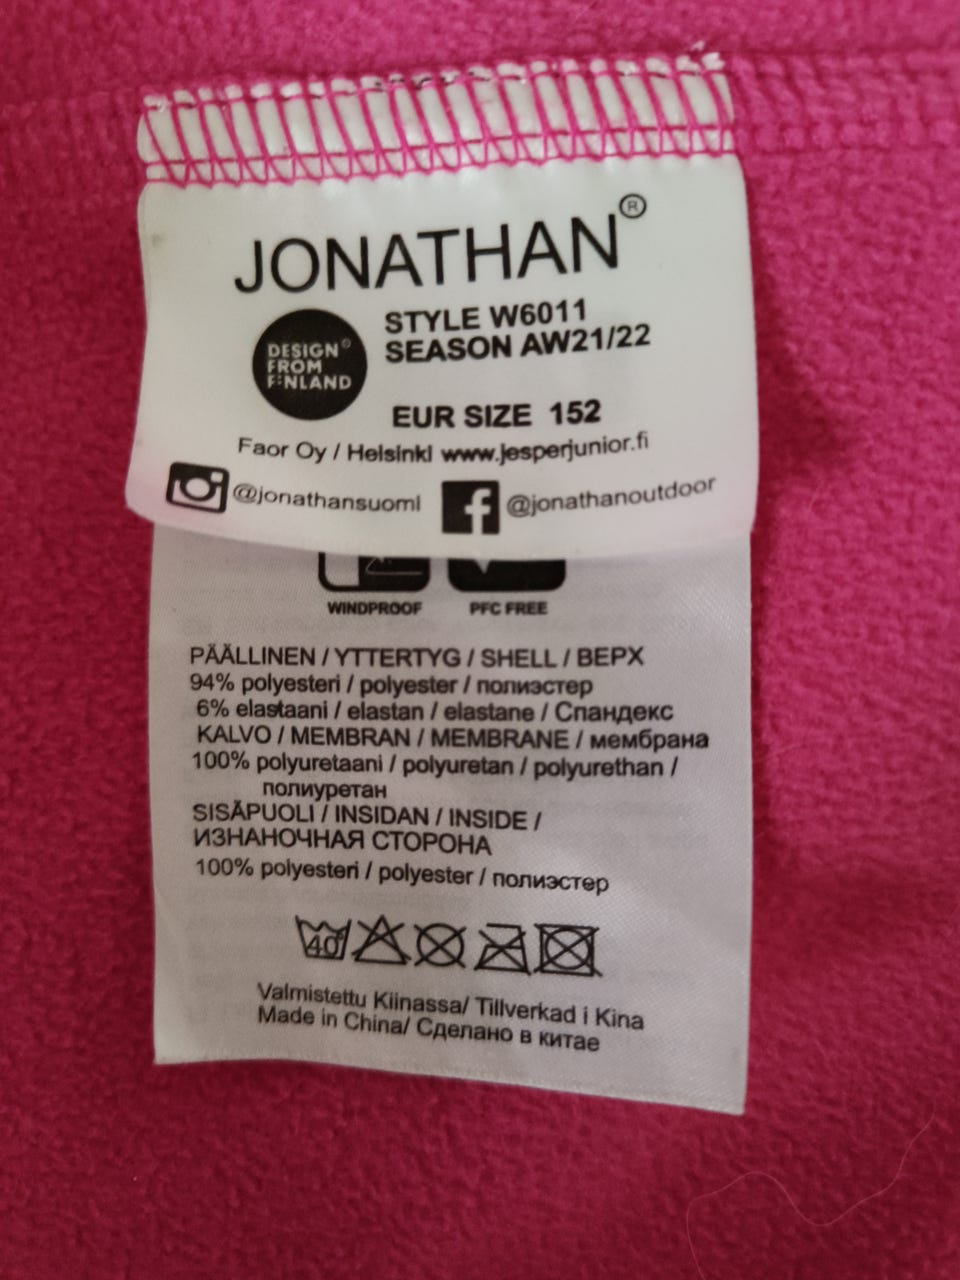 JONATHAN®
DESIGN®
FROM
FINLAND
STYLE W6011
SEASON AW21/22
EUR SIZE 152
Faor Oy / Helsinki www.jesperjunior.fi
@jonathansuomi @jonathanoutdoor
WINDPROOF PFC FREE
PÄÄLLINEN / YTTERTYG / SHELL / ВЕРХ
94% polyesteri / polyester / полиэстер
6% elastaani / elastan / elastane / Спандекс
KALVO / MEMBRAN / MEMBRANE / мембрана
100% polyuretaani / polyuretan / polyurethan /
полиуретан
SISÄPUOLI / INSIDAN / INSIDE /
ИЗНАНОЧНАЯ СТОРОНА
100% polyesteri / polyester / полиэстер
40
Valmistettu Kiinassa/ Tillverkad i Kina
Made in China/ Сделано в китае